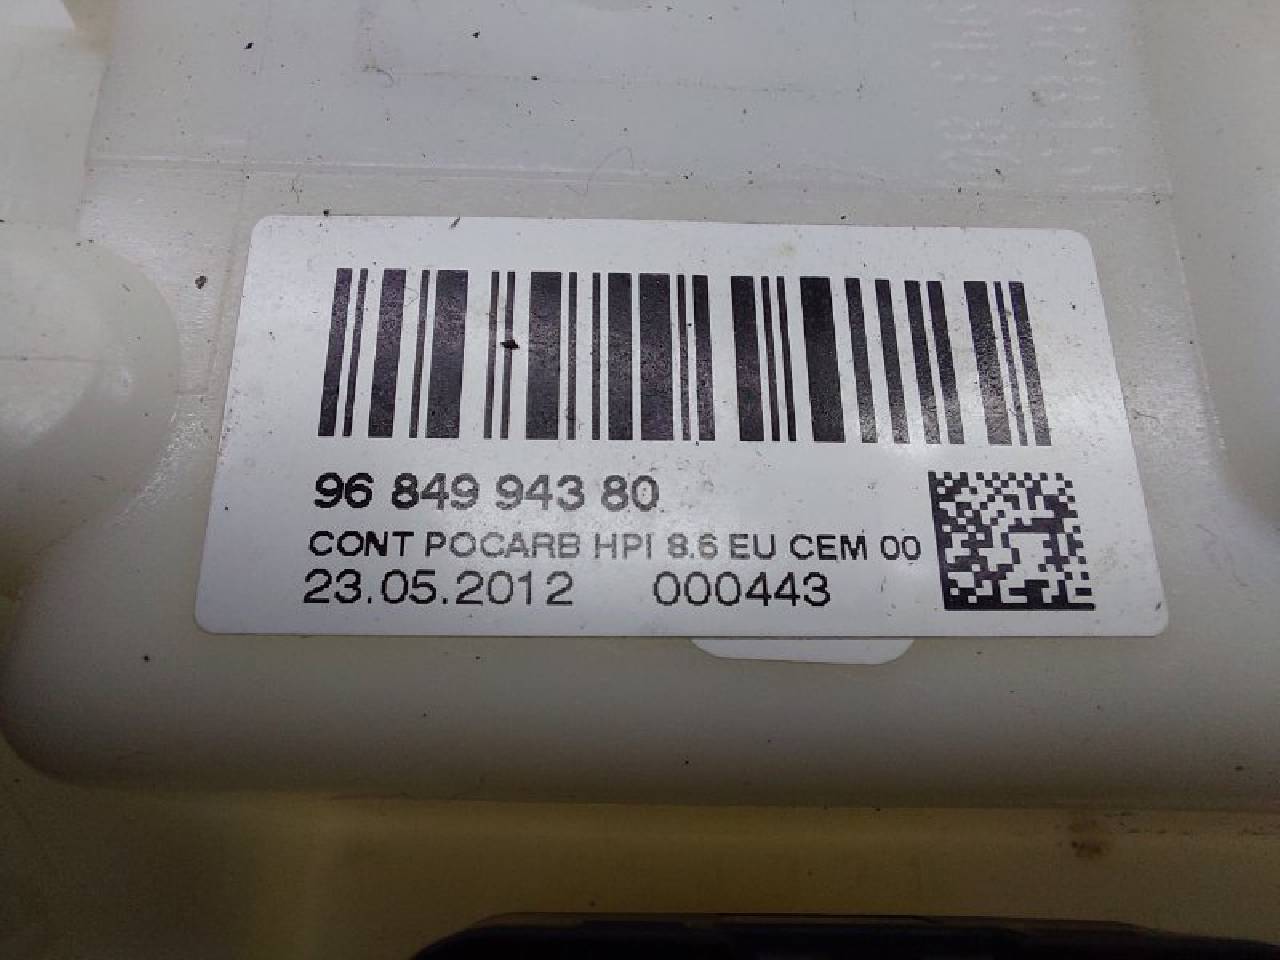 96 849 943 80
CONT POCARB HPI 8.6 EU CEM 00
23.05.2012 000443